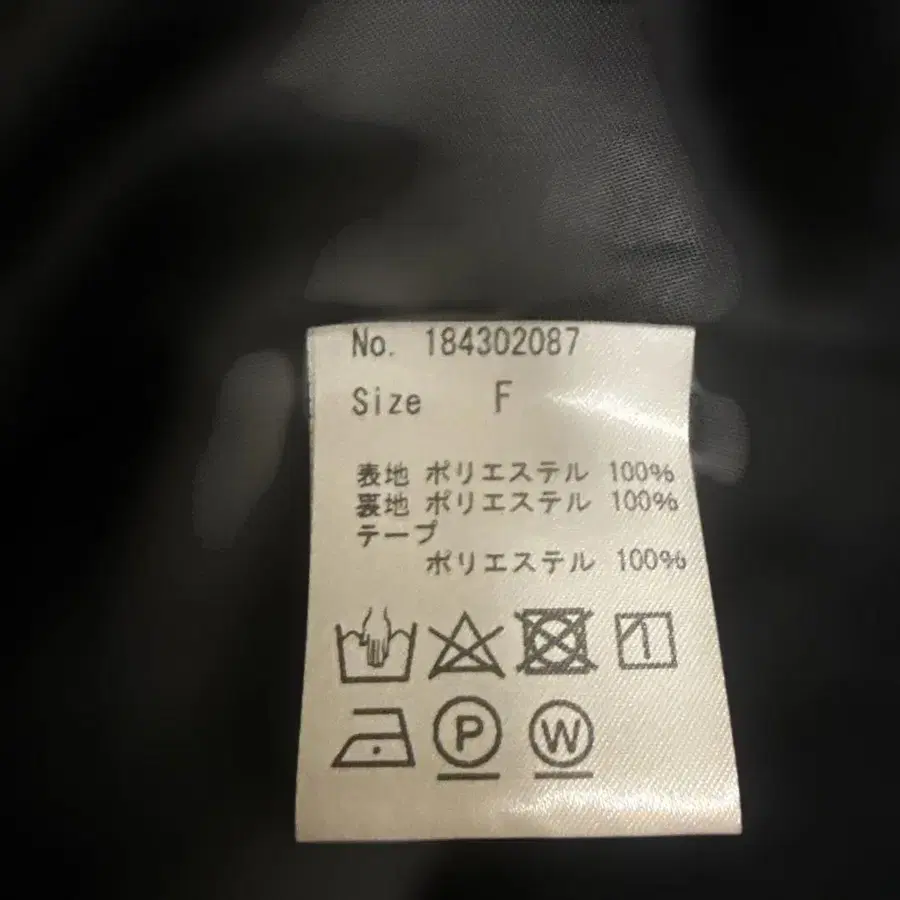 No. 184302087
Size F
表地 ポリエステル 100%
裏地 ポリエステル 100%
テープ
ポリエステル 100%
P W